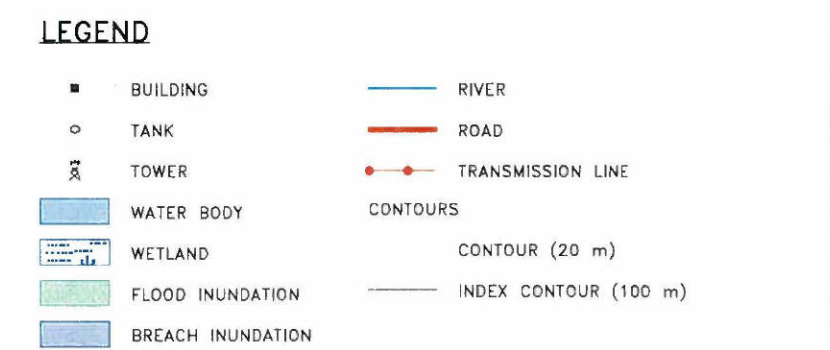 LEGEND
BUILDING
TANK
TOWER
WATER BODY
WETLAND
FLOOD INUNDATION
BREACH INUNDATION
RIVER
ROAD
TRANSMISSION LINE
CONTOURS
CONTOUR (20 m)
INDEX CONTOUR (100 m)